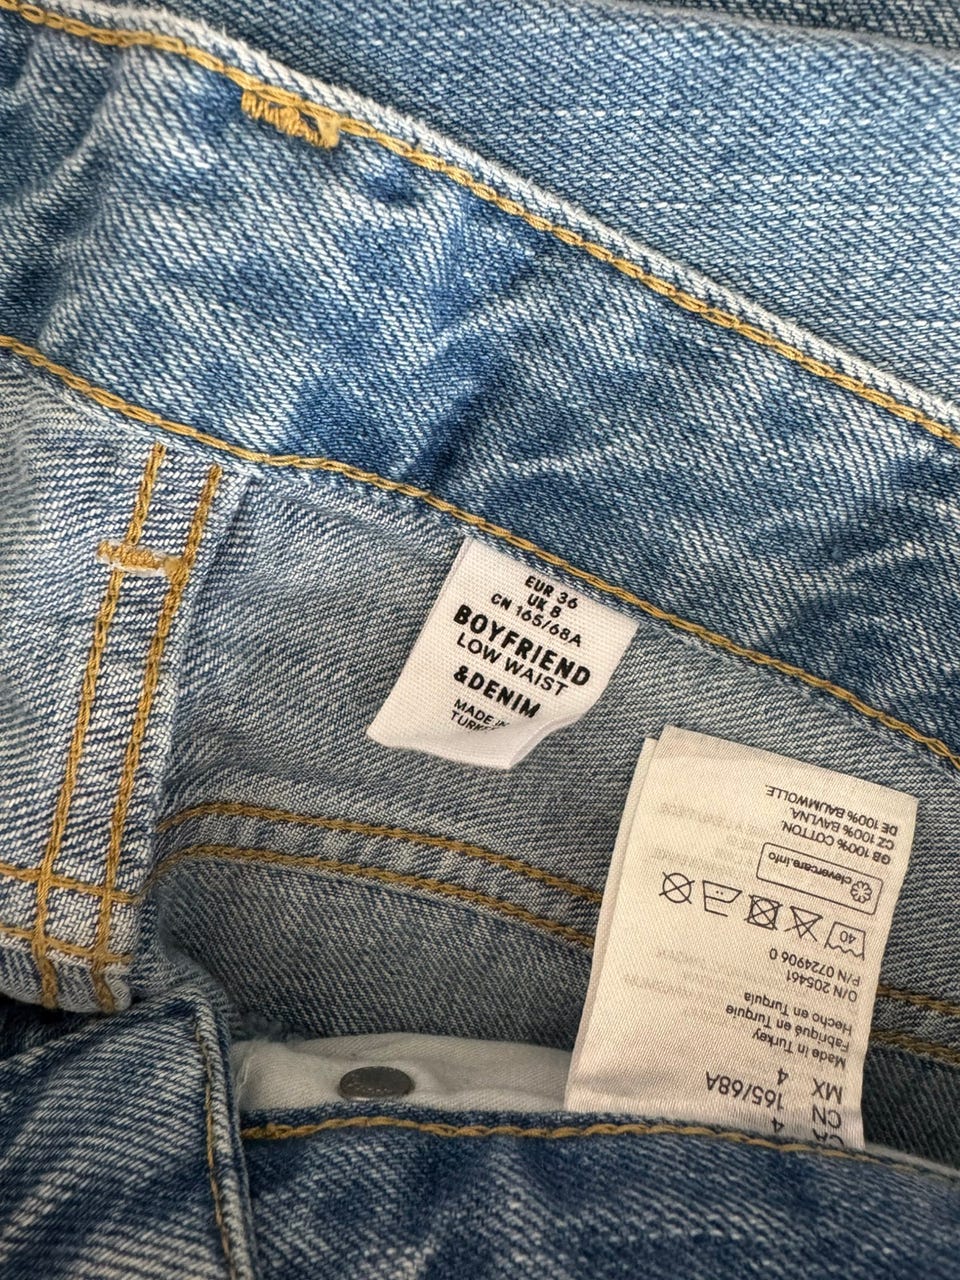 EUR 36
UK 8
CN 165/68A
BOYFRIEND
LOW WAIST
&DENIM
MADE IN
CA 4
CN 165/68A
MX 4
Made in Turkey
Fabriqué en Turquie
Hecho en Turquía
O/N 205461
P/N 0724906 0
40
clevercare.info
GB 100% COTTON.
CZ 100% BAVLNA.
DE 100% BAUMWOLLE.